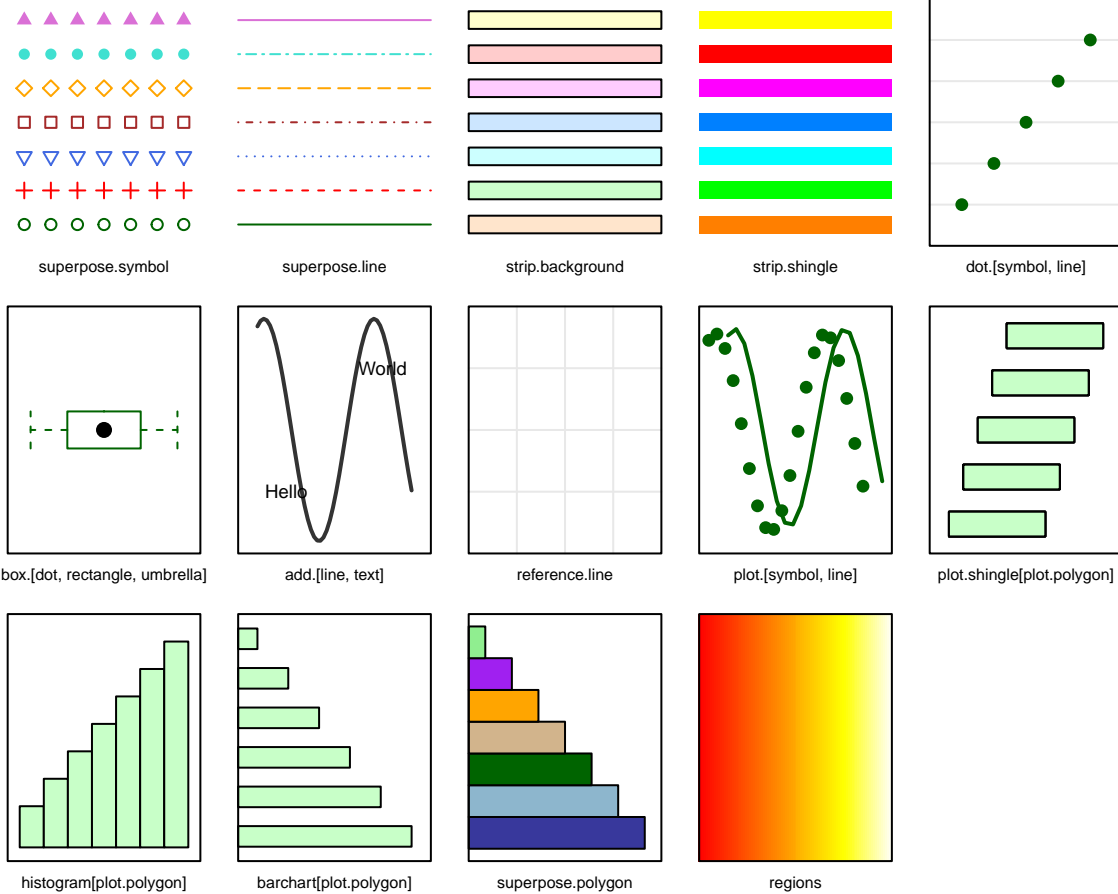 superpose.symbol
superpose.line
strip.background
strip.shingle
dot.[symbol, line]
World
Hello
box.[dot, rectangle, umbrella]
add.[line, text]
reference.line
plot.[symbol, line]
plot.shingle[plot.polygon]
histogram[plot.polygon]
barchart[plot.polygon]
superpose.polygon
regions